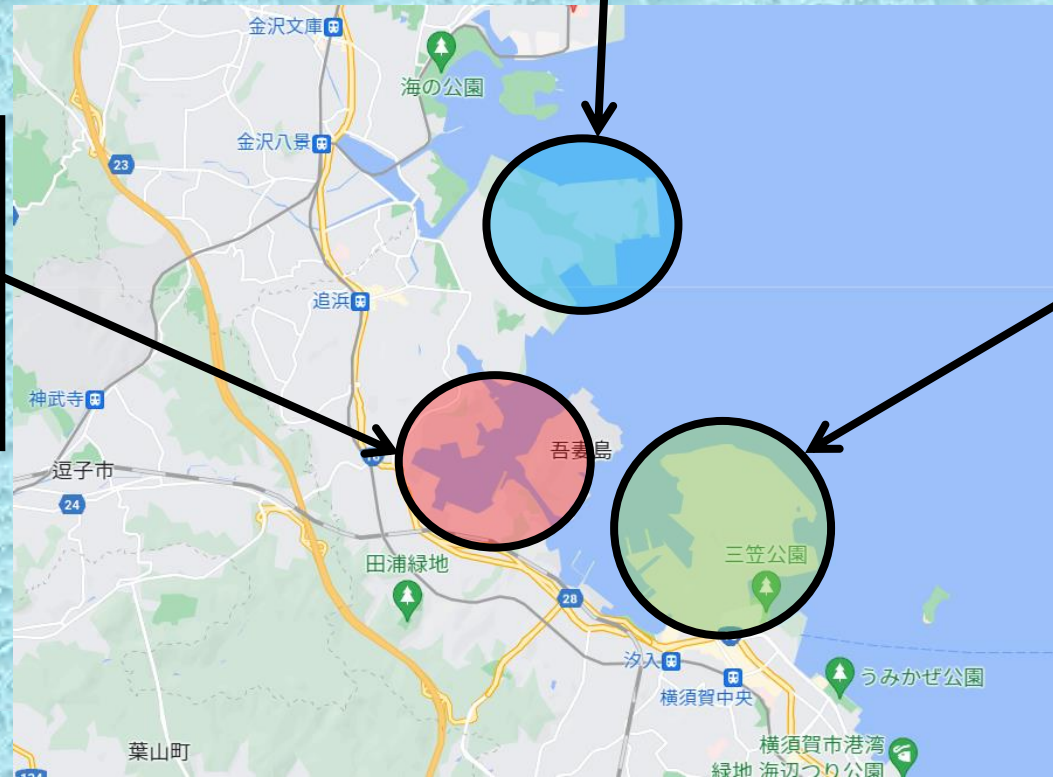 金沢文庫
海の公園
金沢八景
23
追浜
神武寺
吾妻島
逗子市
16
24
三笠公園
田浦緑地
28
汐入
うみかぜ公園
横須賀中央
葉山町
横須賀市港湾
緑地 海辺つり公園
134